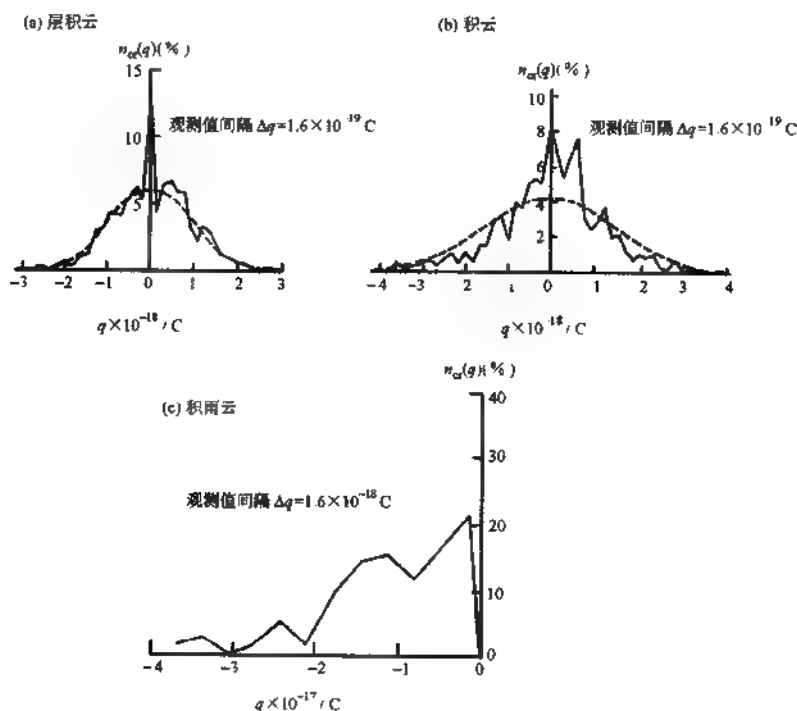 (a) 层积云
n_α(q)(%)
15
观测值间隔 Δq=1.6×10⁻¹⁹ C
10
5
-3 -2 -1 0 1 2 3
q×10⁻¹⁸ / C
(b) 积云
n_α(q)(%)
10
观测值间隔 Δq=1.6×10⁻¹⁹ C
8
6
4
2
-4 -3 -2 1 0 1 2 3 4
q×10⁻¹⁸ / C
(c) 积雨云
n_α(q)(%)
40
30
观测值间隔 Δq=1.6×10⁻¹⁸ C
20
10
0
-4 -3 -2 -1 0
q×10⁻¹⁷ / C